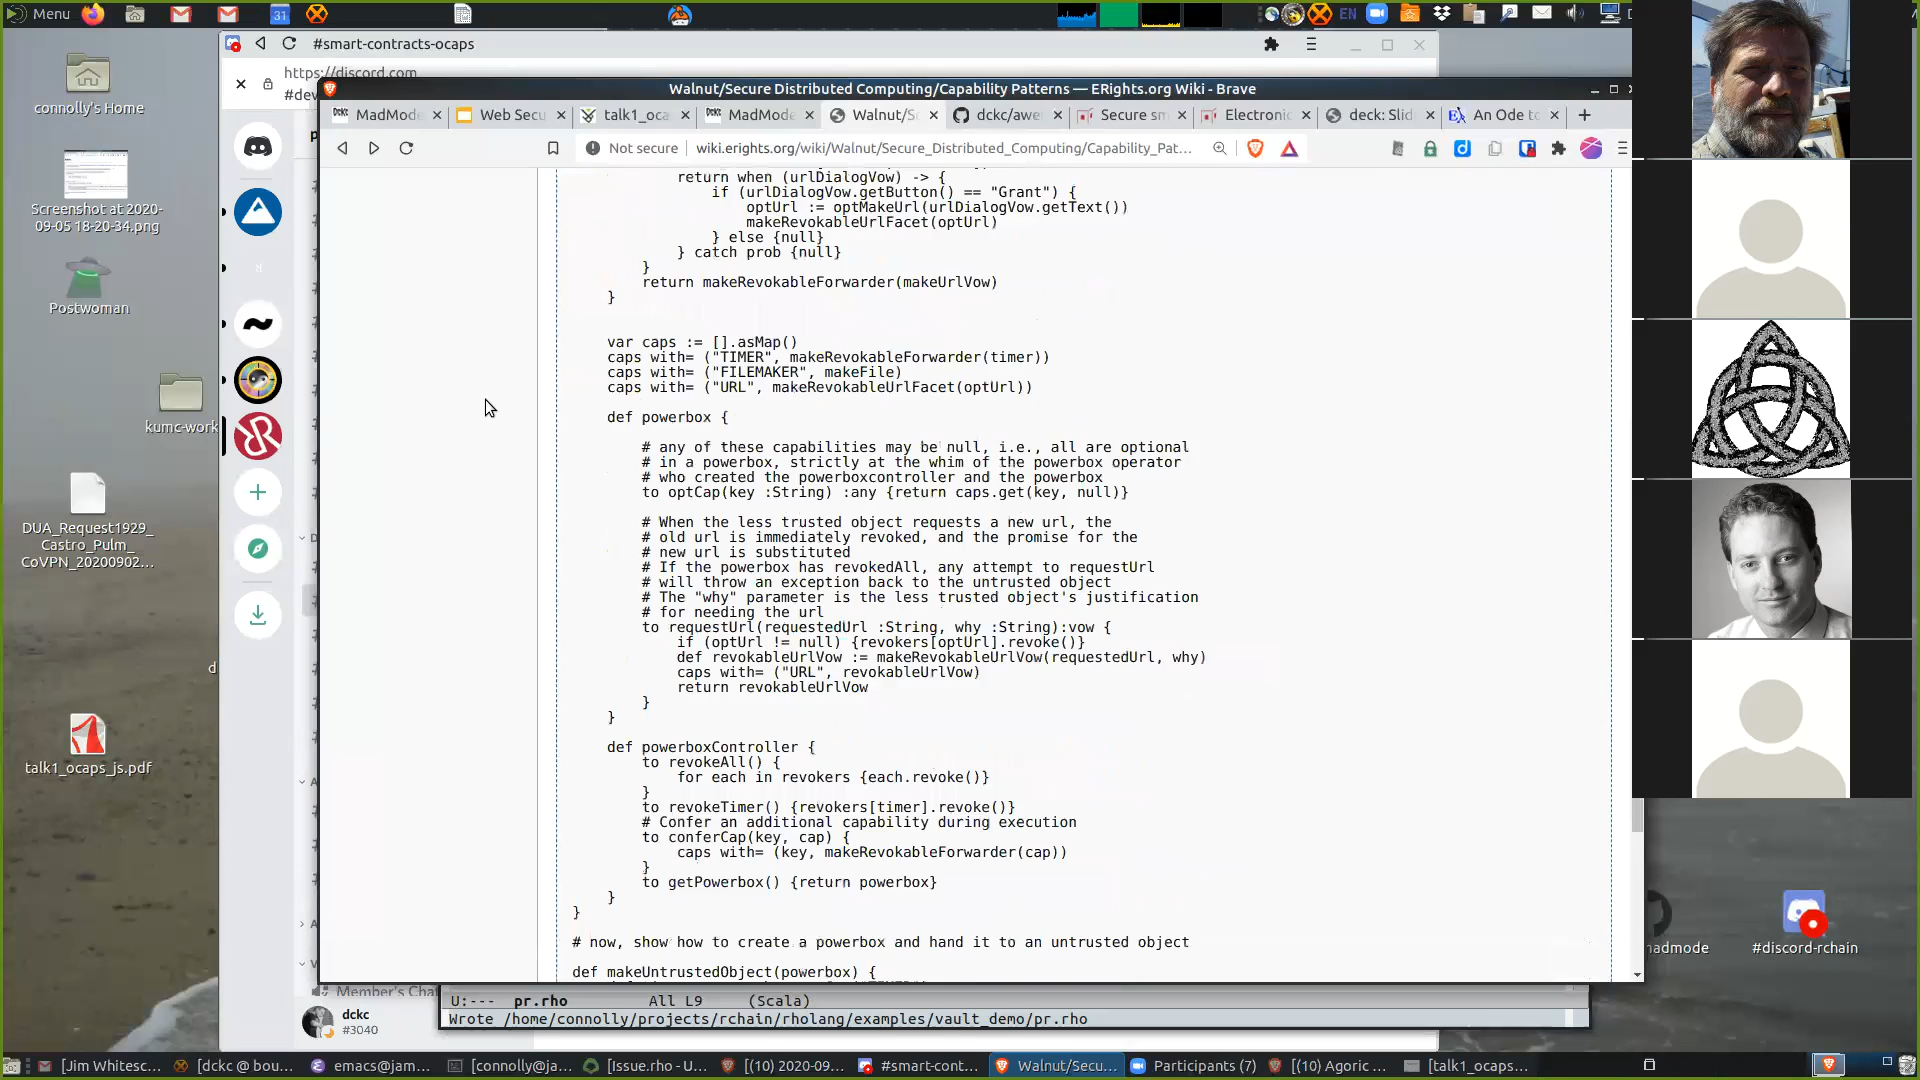 Menu
EN
#smart-contracts-ocaps
https://discord.com
#dev
Walnut/Secure Distributed Computing/Capability Patterns — ERights.org Wiki - Brave
MadMode
Web Secu
talk1_oca
MadMode
Walnut/S
dckc/awe
Secure sm
Electronic
deck: Slid
An Ode to
Not secure
wiki.erights.org/wiki/Walnut/Secure_Distributed_Computing/Capability_Pat...
connolly's Home
Screenshot at 2020-
09-05 18-20-34.png
Postwoman
kumc-work
DUA_Request1929_
Castro_Pulm_
CoVPN_20200902...
talk1_ocaps_js.pdf
return when (urlDialogVow) -> {
if (urlDialogVow.getButton() == "Grant") {
optUrl := optMakeUrl(urlDialogVow.getText())
makeRevokableUrlFacet(optUrl)
} else {null}
} catch prob {null}
}
return makeRevokableForwarder(makeUrlVow)
}
var caps := [].asMap()
caps with= ("TIMER", makeRevokableForwarder(timer))
caps with= ("FILEMAKER", makeFile)
caps with= ("URL", makeRevokableUrlFacet(optUrl))
def powerbox {
# any of these capabilities may be null, i.e., all are optional
# in a powerbox, strictly at the whim of the powerbox operator
# who created the powerboxcontroller and the powerbox
to optCap(key :String) :any {return caps.get(key, null)}
# When the less trusted object requests a new url, the
# old url is immediately revoked, and the promise for the
# new url is substituted
# If the powerbox has revokedAll, any attempt to requestUrl
# will throw an exception back to the untrusted object
# The "why" parameter is the less trusted object's justification
# for needing the url
to requestUrl(requestedUrl :String, why :String):vow {
if (optUrl != null) {revokers[optUrl].revoke()}
def revokableUrlVow := makeRevokableUrlVow(requestedUrl, why)
caps with= ("URL", revokableUrlVow)
return revokableUrlVow
}
}
def powerboxController {
to revokeAll() {
for each in revokers {each.revoke()}
}
to revokeTimer() {revokers[timer].revoke()}
# Confer an additional capability during execution
to conferCap(key, cap) {
caps with= (key, makeRevokableForwarder(cap))
}
to getPowerbox() {return powerbox}
}
}
# now, show how to create a powerbox and hand it to an untrusted object
def makeUntrustedObject(powerbox) {
Member's Cha
dckc
#3040
U:--- pr.rho All L9 (Scala)
Wrote /home/connolly/projects/rchain/rholang/examples/vault_demo/pr.rho
madmode
#discord-rchain
[Jim Whitesc...
[dckc @ bou...
emacs@jam...
[connolly@ja...
[Issue.rho - U...
[(10) 2020-09...
#smart-cont...
Walnut/Secu...
Participants (7)
[(10) Agoric ...
[talk1_ocaps...